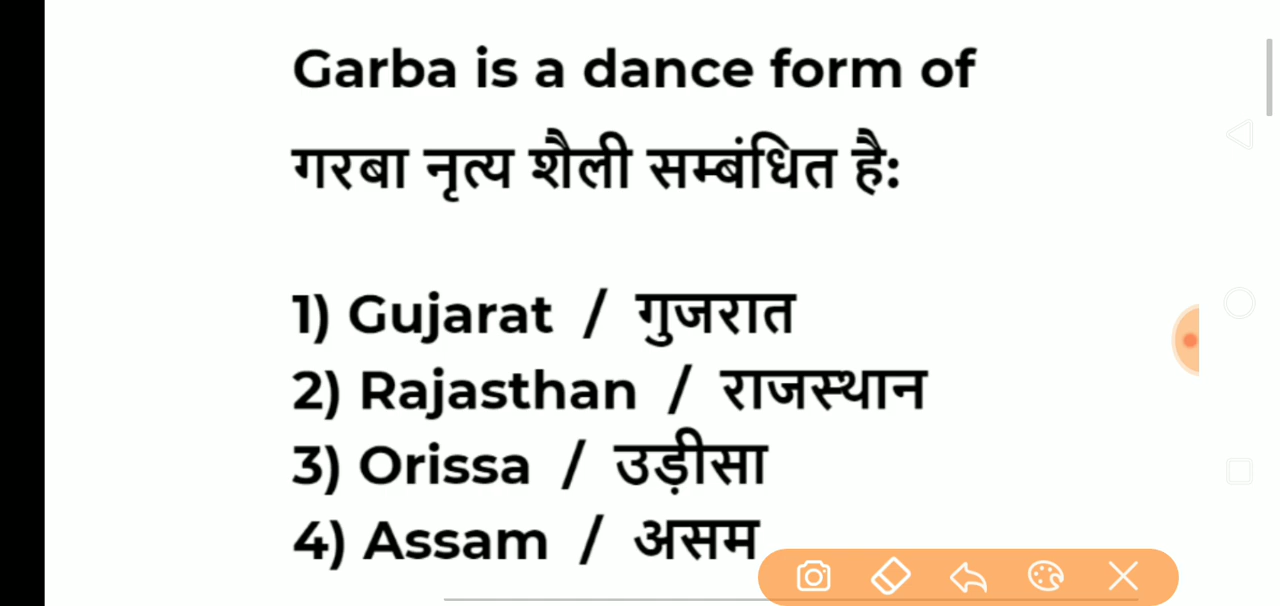 Garba is a dance form of
गरबा नृत्य शैली सम्बंधित है:
1) Gujarat / गुजरात
2) Rajasthan / राजस्थान
3) Orissa / उड़ीसा
4) Assam / असम